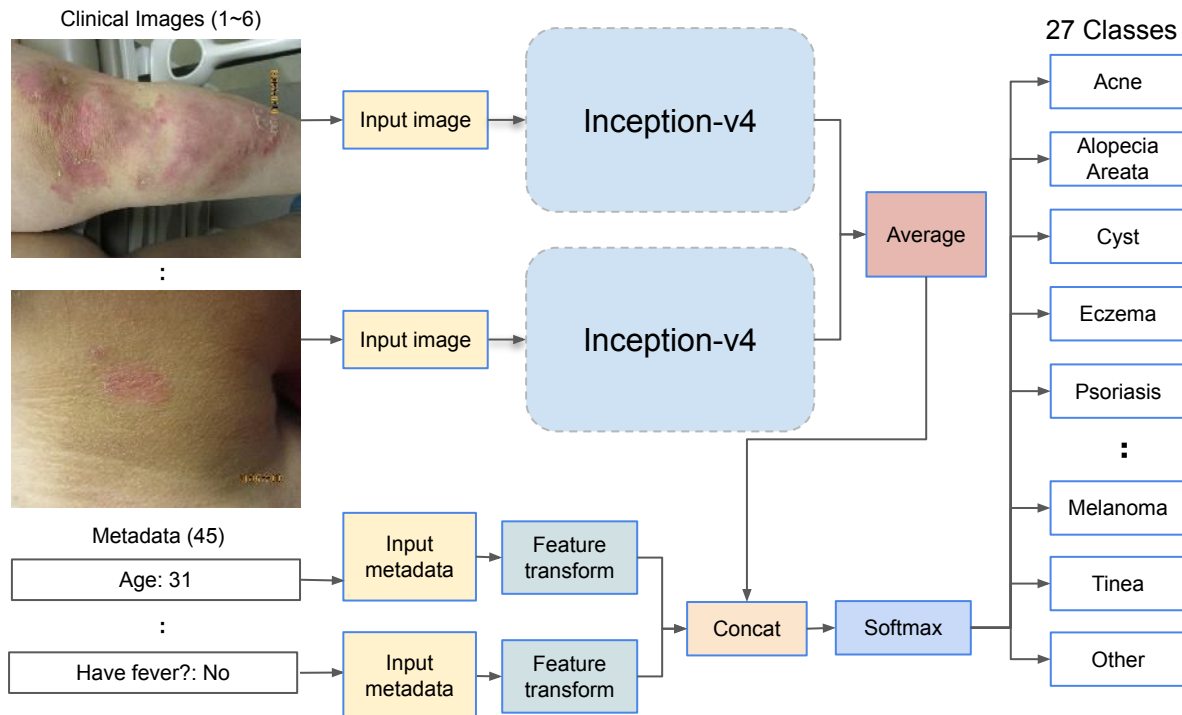 Clinical Images (1~6)
27 Classes
Input image
Inception-v4
Acne
Alopecia
Areata
Average
Cyst
:
Input image
Inception-v4
Eczema
Psoriasis
:
Metadata (45)
Age: 31
Input
metadata
Feature
transform
Melanoma
:
Tinea
Have fever?: No
Input
metadata
Feature
transform
Concat
Softmax
Other